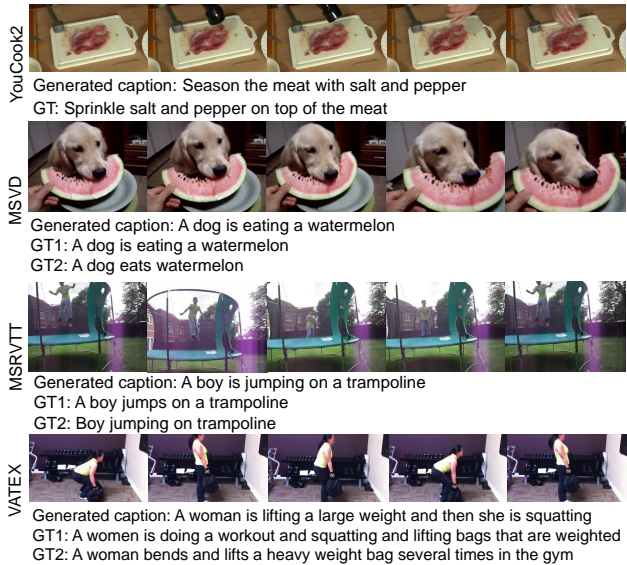 YouCook2
Generated caption: Season the meat with salt and pepper
GT: Sprinkle salt and pepper on top of the meat
MSVD
Generated caption: A dog is eating a watermelon
GT1: A dog is eating a watermelon
GT2: A dog eats watermelon
MSRVTT
Generated caption: A boy is jumping on a trampoline
GT1: A boy jumps on a trampoline
GT2: Boy jumping on trampoline
VATEX
Generated caption: A woman is lifting a large weight and then she is squatting
GT1: A women is doing a workout and squatting and lifting bags that are weighted
GT2: A woman bends and lifts a heavy weight bag several times in the gym